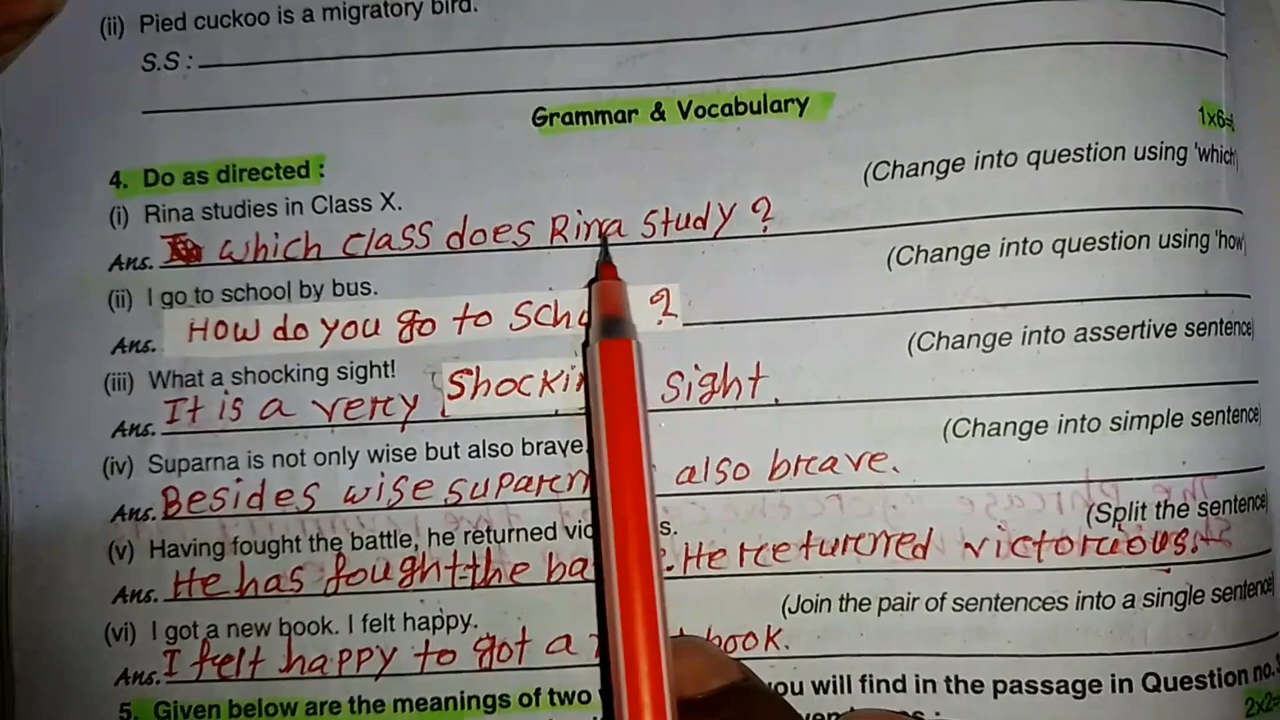 (ii) Pied cuckoo is a migratory bird.
S.S :
Grammar & Vocabulary
1x6=
4. Do as directed :
(i) Rina studies in Class X. (Change into question using 'which'
Ans. Which class does Rina study ?
(ii) I go to school by bus. (Change into question using 'how'
Ans. How do you go to ?
(iii) What a shocking sight! (Change into assertive sentence)
Ans. It is a very sight.
(iv) Suparna is not only wise but also brave. (Change into simple sentence)
Ans. Besides wise also brave.
(v) Having fought the battle, he returned (Split the sentence)
Ans. He has fought the He returned victorious.
(vi) I got a new book. I felt happy. (Join the pair of sentences into a single sentence)
Ans. I felt happy to got a book.
5. Given below are the meanings of two you will find in the passage in Question no.
2x2=